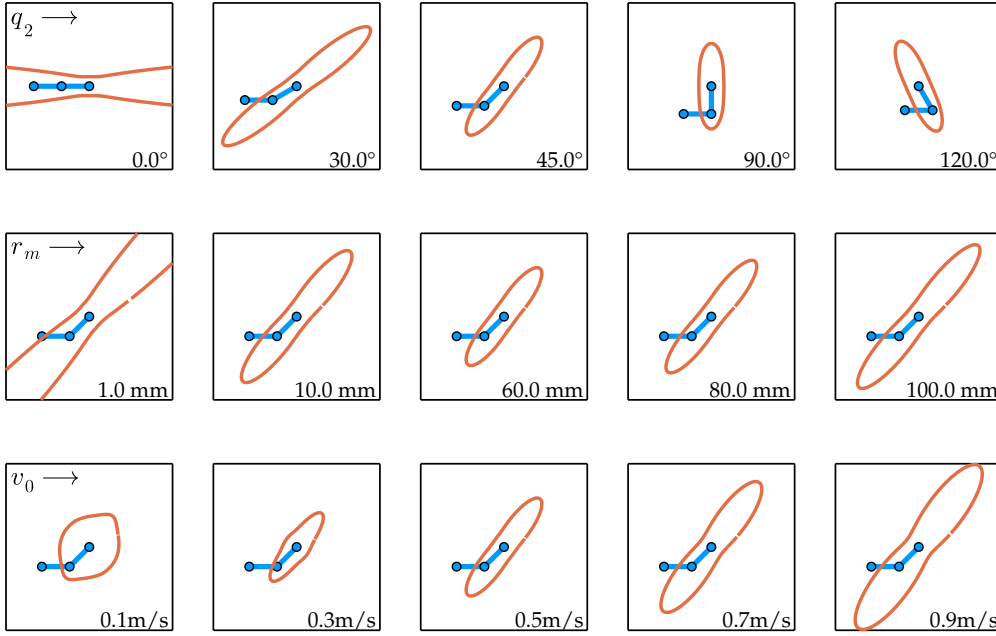 q₂ ⟶
0.0° 30.0° 45.0° 90.0° 120.0°
rₘ ⟶
1.0 mm 10.0 mm 60.0 mm 80.0 mm 100.0 mm
v₀ ⟶
0.1m/s 0.3m/s 0.5m/s 0.7m/s 0.9m/s